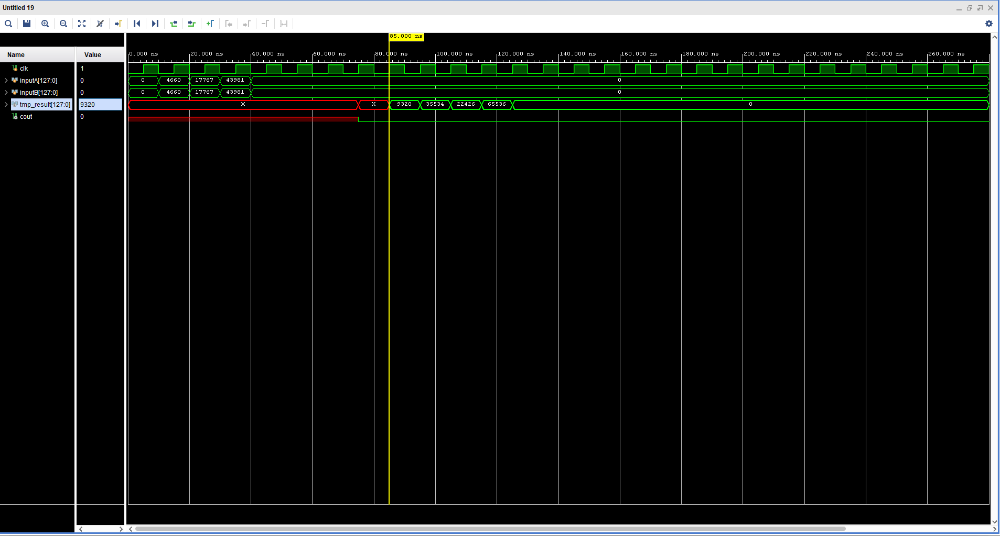 Untitled 19
85.000 ns
Name Value
0.000 ns 20.000 ns 40.000 ns 60.000 ns 80.000 ns 100.000 ns 120.000 ns 140.000 ns 160.000 ns 180.000 ns 200.000 ns 220.000 ns 240.000 ns 260.000 ns
clk 1
inputA[127:0] 0 0 4660 17767 43981 0
inputB[127:0] 0 0 4660 17767 43981 0
tmp_result[127:0] 9320 X X 9320 35534 22426 65536 0
cout 0